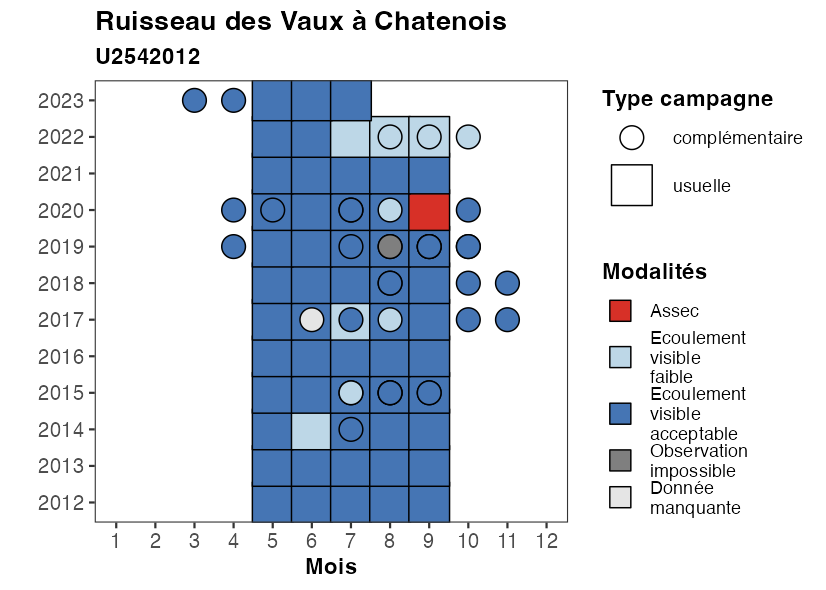 Ruisseau des Vaux à Chatenois
U2542012
2023
2022
2021
2020
2019
2018
2017
2016
2015
2014
2013
2012
1 2 3 4 5 6 7 8 9 10 11 12
Mois
Type campagne
complémentaire
usuelle
Modalités
Assec
Ecoulement
visible
faible
Ecoulement
visible
acceptable
Observation
impossible
Donnée
manquante